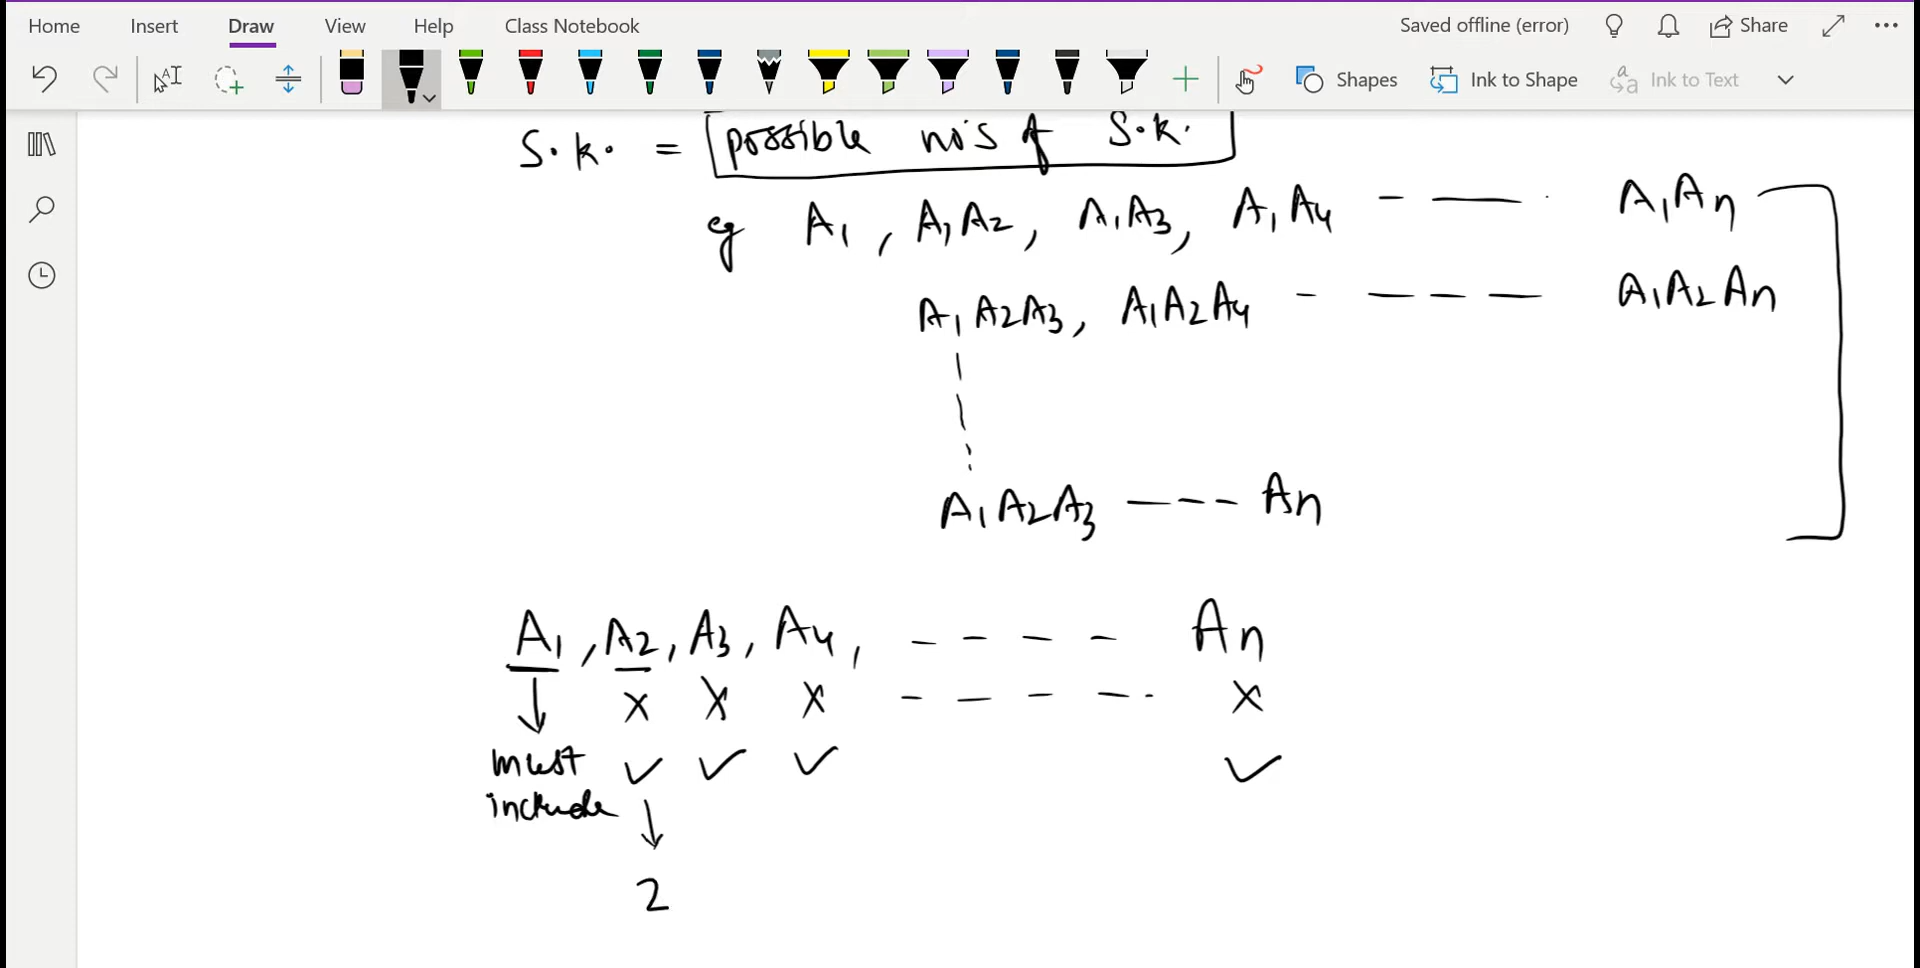 Home Insert Draw View Help Class Notebook Saved offline (error) Share
Shapes Ink to Shape Ink to Text
S.K. = possible no's of S.K.
eg A1, A1A2, A1A3, A1A4 - — A1An
A1A2A3, A1A2A4 - — — — A1A2An
A1A2A3 — - - - An
A1, A2, A3, A4, - - - - An
x x x - - - - - x
must ✓ ✓ ✓ ✓
include
2